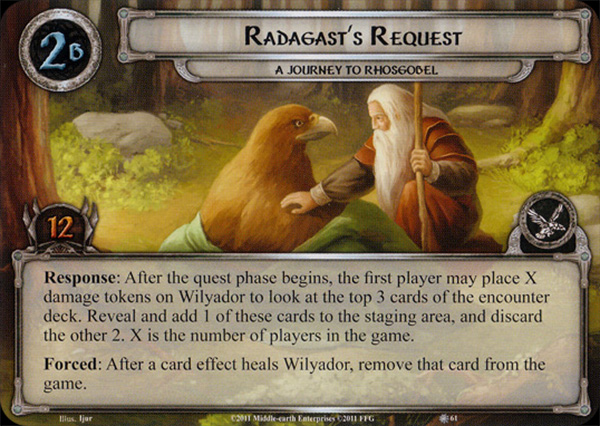 2B
RADAGAST'S REQUEST
A JOURNEY TO RHOSGOBEL
12
Response: After the quest phase begins, the first player may place X
damage tokens on Wilyador to look at the top 3 cards of the encounter
deck. Reveal and add 1 of these cards to the staging area, and discard
the other 2. X is the number of players in the game.
Forced: After a card effect heals Wilyador, remove that card from the
game.
Illus. Ijur
©2011 Middle-earth Enterprises ©2011 FFG
61